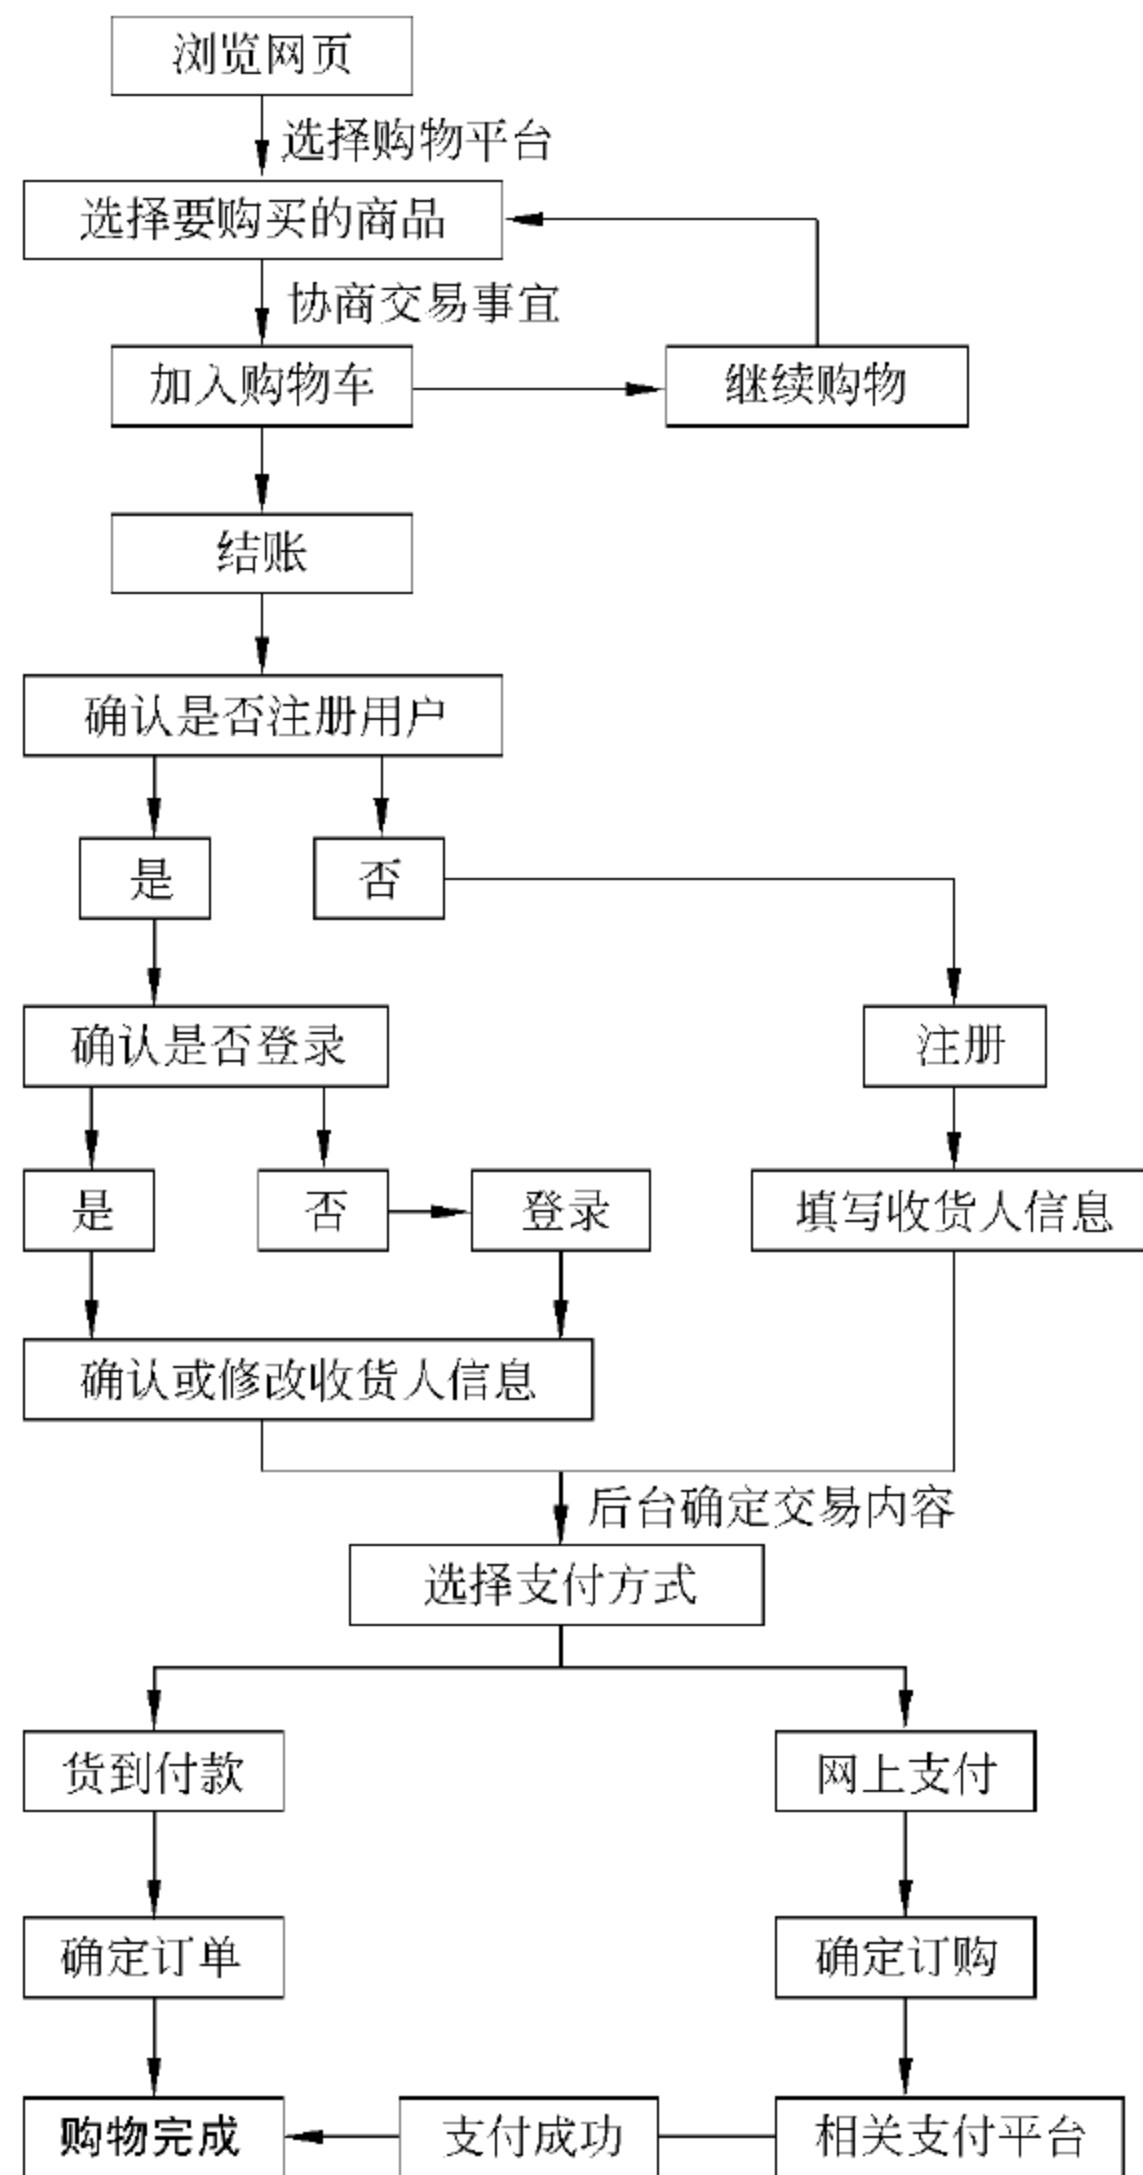 浏览网页
选择购物平台
选择要购买的商品
协商交易事宜
加入购物车
继续购物
结账
确认是否注册用户
是
否
确认是否登录
注册
是
否
登录
填写收货人信息
确认或修改收货人信息
后台确定交易内容
选择支付方式
货到付款
网上支付
确定订单
确定订购
购物完成
支付成功
相关支付平台